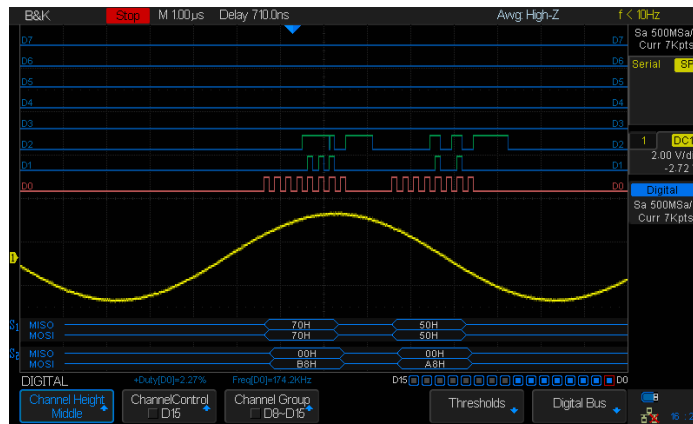 B&K Stop M 1.00µs Delay 710.0ns Awg: High-Z f < 10Hz
Sa 500MSa/
Curr 7Kpts
D7 D7
D6 D6
Serial SP
D5 D5
D4 D4
D3 D3
D2 D2
1 DC1
2.00 V/di
-2.72
D1 D1
D0 D0
Digital
Sa 500MSa/
Curr 7Kpts
1
S1 MISO 70H 50H
MOSI 70H 50H
S2 MISO 00H 00H
MOSI B8H A8H
DIGITAL +Duty[D0]=2.27% Freq[D0]=174.2KHz D15 D0
Channel Height
Middle
ChannelControl
D15
Channel Group
D8~D15
Thresholds
Digital Bus